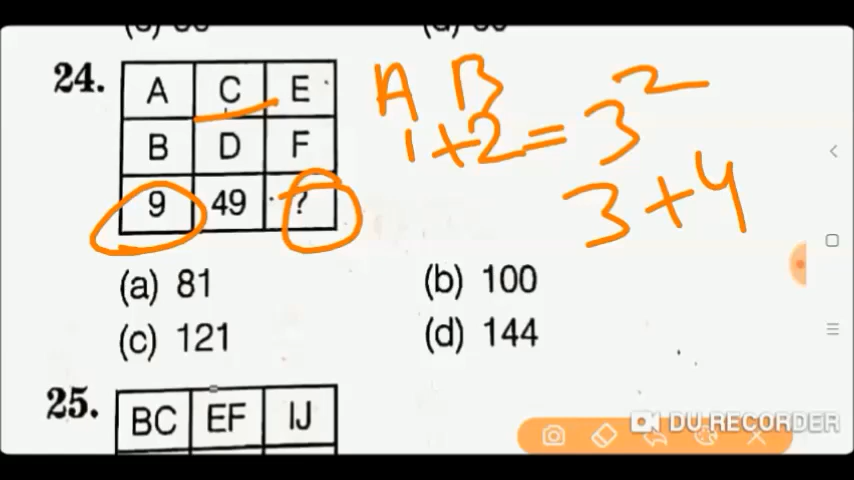 24.
A C E
B D F
9 49 ?
A B
1+2=3²
3+4
(a) 81 (b) 100
(c) 121 (d) 144
25.
BC EF IJ
DU RECORDER